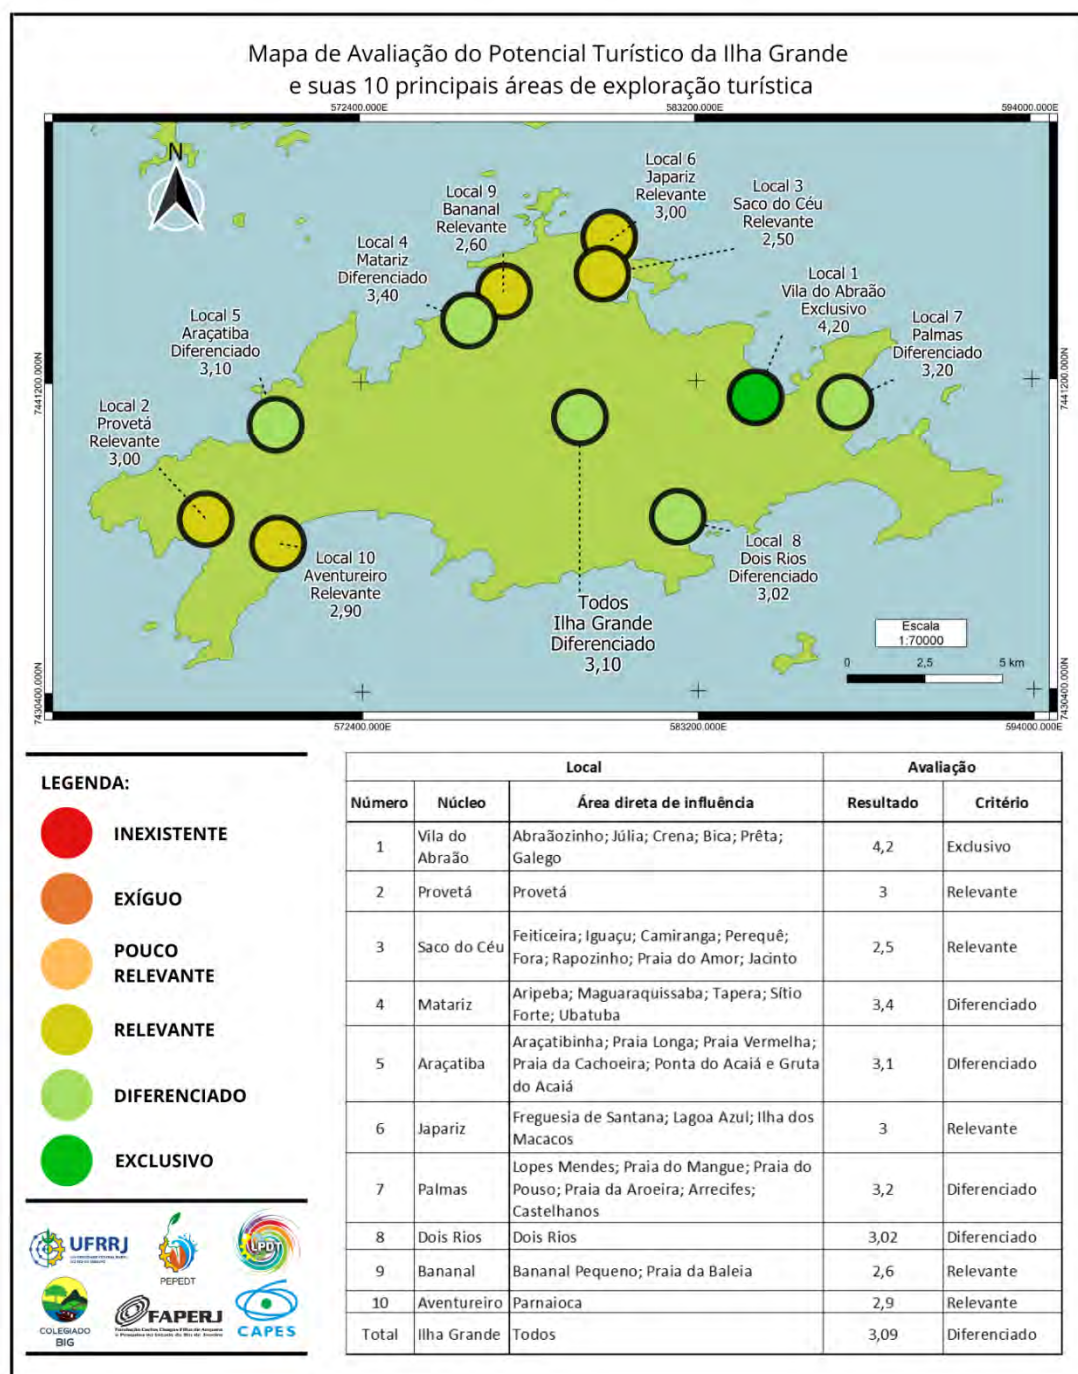 Mapa de Avaliação do Potencial Turístico da Ilha Grande
e suas 10 principais áreas de exploração turística
572400.000E
583200.000E
594000.000E
N
Local 6
Japariz
Relevante
3,00
Local 3
Saco do Céu
Relevante
2,50
Local 9
Bananal
Relevante
2,60
Local 4
Matariz
Diferenciado
3,40
Local 1
Vila do Abraão
Exclusivo
4,20
Local 7
Palmas
Diferenciado
3,20
Local 5
Araçatiba
Diferenciado
3,10
Local 2
Provetá
Relevante
3,00
7441200.000N
7441200.000N
Local 10
Aventureiro
Relevante
2,90
Local 8
Dois Rios
Diferenciado
3,02
Todos
Ilha Grande
Diferenciado
3,10
Escala
1:70000
0 2,5 5 km
7430400.000N
7430400.000N
572400.000E
583200.000E
594000.000E
LEGENDA:
INEXISTENTE
EXÍGUO
POUCO
RELEVANTE
RELEVANTE
DIFERENCIADO
EXCLUSIVO
UFRRJ
PEPEDT
LPDT
COLEGIADO
BIG
FAPERJ
CAPES
Local Avaliação
Número Núcleo Área direta de influência Resultado Critério
1 Vila do Abraão Abraãozinho; Júlia; Crena; Bica; Prêta; 4,2 Exclusivo
Galego
2 Provetá Provetá 3 Relevante
3 Saco do Céu Feiticeira; Iguaçu; Camiranga; Perequê; 2,5 Relevante
Fora; Rapozinho; Praia do Amor; Jacinto
4 Matariz Aripeba; Maguaraquissaba; Tapera; Sítio 3,4 Diferenciado
Forte; Ubatuba
5 Araçatiba Araçatibinha; Praia Longa; Praia Vermelha; 3,1 DIferenciado
Praia da Cachoeira; Ponta do Acaiá e Gruta
do Acaiá
6 Japariz Freguesia de Santana; Lagoa Azul; Ilha dos 3 Relevante
Macacos
7 Palmas Lopes Mendes; Praia do Mangue; Praia do 3,2 Diferenciado
Pouso; Praia da Aroeira; Arrecifes;
Castelhanos
8 Dois Rios Dois Rios 3,02 Diferenciado
9 Bananal Bananal Pequeno; Praia da Baleia 2,6 Relevante
10 Aventureiro Parnaioca 2,9 Relevante
Total Ilha Grande Todos 3,09 Diferenciado